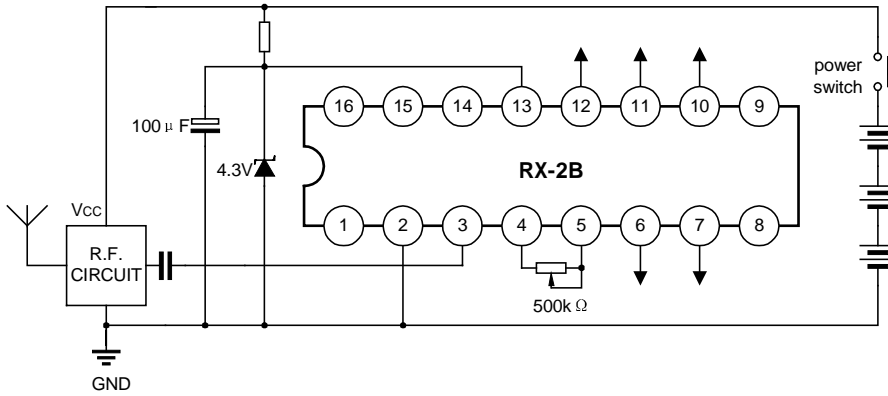 power
switch
16 15 14 13 12 11 10 9
100 μ F
4.3V
RX-2B
Vcc
1 2 3 4 5 6 7 8
R.F.
CIRCUIT
500k Ω
GND